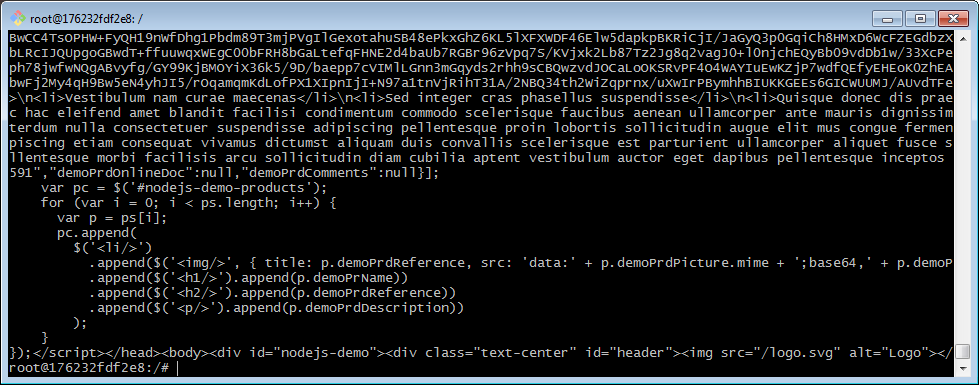 root@176232fdf2e8: /
BwCC4TsOPHW+FyQH19nWfDhg1Pbdm89T3mjPVgIlGexotahuSB48ePkxGhZ6KL5lXFXWDF46Elw5dapkpBKRiCjI/JaGyQ3p0GqiCh8HMxD6WcFZEGdbzX
bLRcIJQUpgoGBwdT+ffuuwqxWEgCO0bFRH8bGaLtefqFHNE2d4baUb7RGBr96zVpq7S/KVjxk2Lb87Tz2Jg8q2vagJO+lOnjchEQyBbO9vdDb1w/33XcPe
ph78jwfwNQgABvyfg/GY99KjBMOYiX36k5/9D/baepp7cVIMlLGnn3mGqyds2rhh9sCBQwzvdJOCaLoOKSRvPF4O4WAYIuEwKZjP7wdfQEfyEHEOK0ZhEA
bwFj2My4qH9Bw5eN4yhJI5/rOqamqmKdLofPX1XIpnIjI+N97a1tnvjRihT31A/2NBQ34th2wiZqprnx/uXwIrPBymhhBIUKKGEEs6GICWUUMJ/AUvdTFe
>\n<li>Vestibulum nam curae maecenas</li>\n<li>Sed integer cras phasellus suspendisse</li>\n<li>Quisque donec dis prae
c hac eleifend amet blandit facilisi condimentum commodo scelerisque faucibus aenean ullamcorper ante mauris dignissim
terdum nulla consectetuer suspendisse adipiscing pellentesque proin lobortis sollicitudin augue elit mus congue fermen
piscing etiam consequat vivamus dictumst aliquam duis convallis scelerisque est parturient ullamcorper aliquet fusce s
llentesque morbi facilisis arcu sollicitudin diam cubilia aptent vestibulum auctor eget dapibus pellentesque inceptos
591","demoPrdOnlineDoc":null,"demoPrdComments":null}];
var pc = $('#nodejs-demo-products');
for (var i = 0; i < ps.length; i++) {
var p = ps[i];
pc.append(
$('<li/>')
.append($('<img/>', { title: p.demoPrdReference, src: 'data:' + p.demoPrdPicture.mime + ';base64,' + p.demoP
.append($('<h1/>').append(p.demoPrName))
.append($('<h2/>').append(p.demoPrdReference))
.append($('<p/>').append(p.demoPrdDescription))
);
}
});</script></head><body><div id="nodejs-demo"><div class="text-center" id="header"><img src="/logo.svg" alt="Logo"></
root@176232fdf2e8:/#